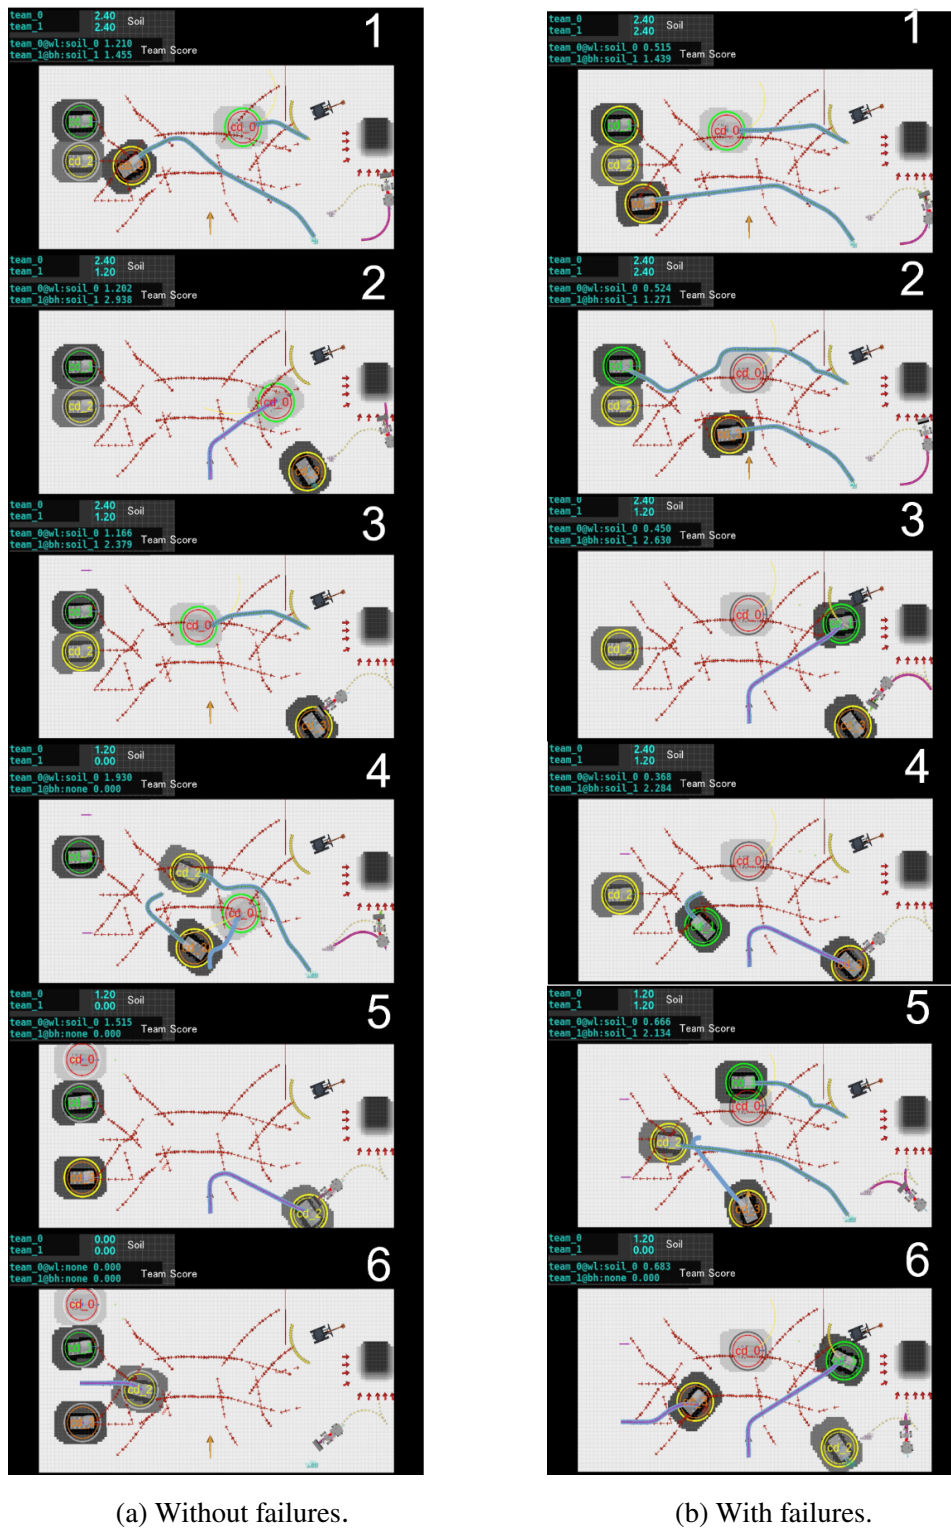 team_0 2.40 Soil
team_1 2.40
team_0@wl:soil_0 1.210 Team Score
team_1@bh:soil_1 1.455
1
cd_0
cd_2
team_0 2.40 Soil
team_1 1.20
team_0@wl:soil_0 1.202 Team Score
team_1@bh:soil_1 2.938
2
cd_0
cd_2
team_0 2.40 Soil
team_1 1.20
team_0@wl:soil_0 1.166 Team Score
team_1@bh:soil_1 2.379
3
cd_0
cd_2
cd_3
team_0 1.20 Soil
team_1 0.00
team_0@wl:soil_0 1.930 Team Score
team_1@bh:none 0.000
4
cd_2
cd_0
team_0 1.20 Soil
team_1 0.00
team_0@wl:soil_0 1.515 Team Score
team_1@bh:none 0.000
5
cd_0
cd_2
team_0 0.00 Soil
team_1 0.00
team_0@wl:none 0.000 Team Score
team_1@bh:none 0.000
6
cd_0
cd_2
(a) Without failures.
team_0 2.40 Soil
team_1 2.40
team_0@wl:soil_0 0.515 Team Score
team_1@bh:soil_1 1.439
1
cd_0
cd_2
team_0 2.40 Soil
team_1 2.40
team_0@wl:soil_0 0.524 Team Score
team_1@bh:soil_1 1.271
2
cd_0
cd_2
team_0 2.40 Soil
team_1 1.20
team_0@wl:soil_0 0.450 Team Score
team_1@bh:soil_1 2.630
3
cd_0
cd_2
cd_3
team_0 2.40 Soil
team_1 1.20
team_0@wl:soil_0 0.368 Team Score
team_1@bh:soil_1 2.284
4
cd_0
cd_2
team_0 1.20 Soil
team_1 1.20
team_0@wl:soil_0 0.666 Team Score
team_1@bh:soil_1 2.134
5
cd_0
cd_2
cd_3
team_0 1.20 Soil
team_1 0.00
team_0@wl:soil_0 0.683 Team Score
team_1@bh:none 0.000
6
cd_0
cd_2
(b) With failures.